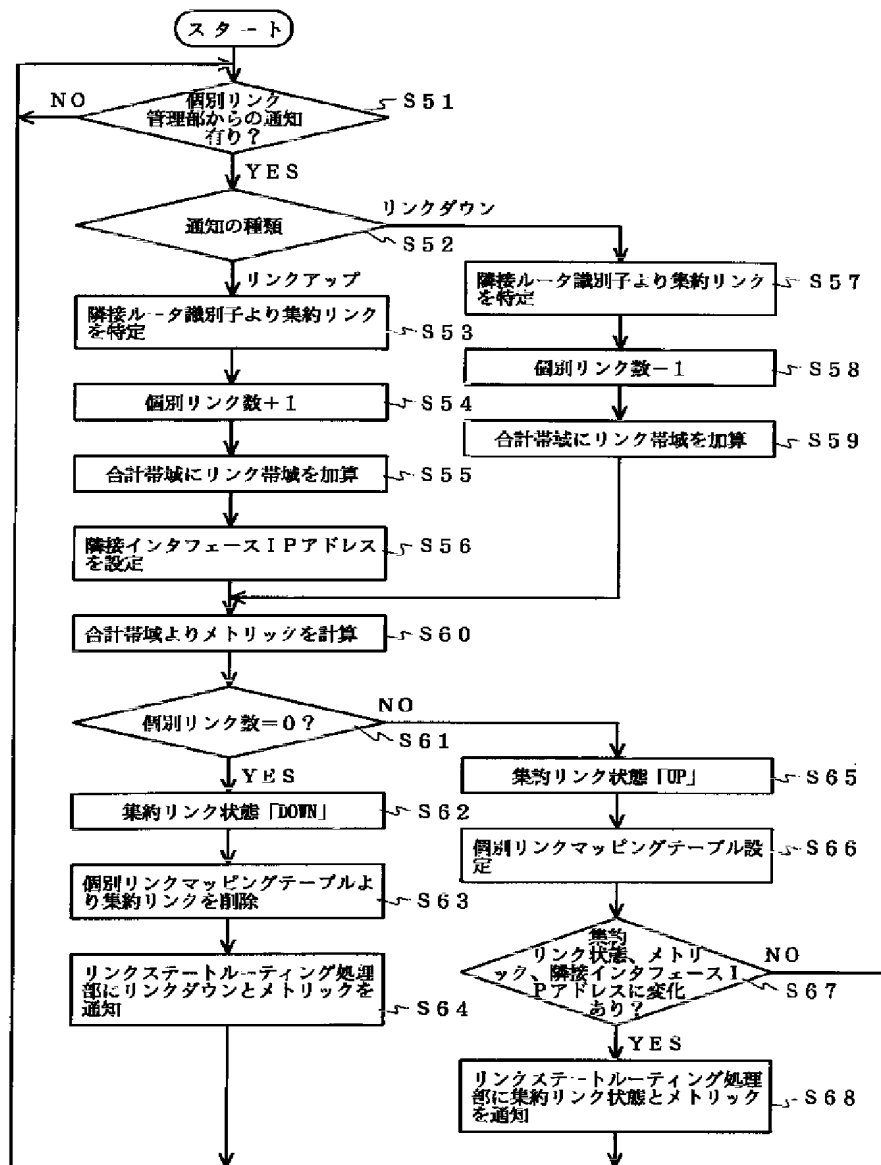 スタート
個別リンク
管理部からの通知
有り？
NO
S51
YES
通知の種類
リンクダウン
S52
リンクアップ
隣接ルータ識別子より集約リンク
を特定
S53
隣接ルータ識別子より集約リンク
を特定
S57
個別リンク数＋1
S54
個別リンク数－1
S58
合計帯域にリンク帯域を加算
S55
合計帯域にリンク帯域を加算
S59
隣接インタフェースIPアドレス
を設定
S56
合計帯域よりメトリックを計算
S60
個別リンク数＝0？
NO
S61
YES
集約リンク状態「DOWN」
S62
集約リンク状態「UP」
S65
個別リンクマッピングテーブルよ
り集約リンクを削除
S63
個別リンクマッピングテーブル設
定
S66
リンクステートルーティング処理
部にリンクダウンとメトリックを
通知
S64
集約
リンク状態、メトリ
ック、隣接インタフェースI
Pアドレスに変化
あり？
NO
S67
YES
リンクステートルーティング処理
部に集約リンク状態とメトリック
を通知
S68